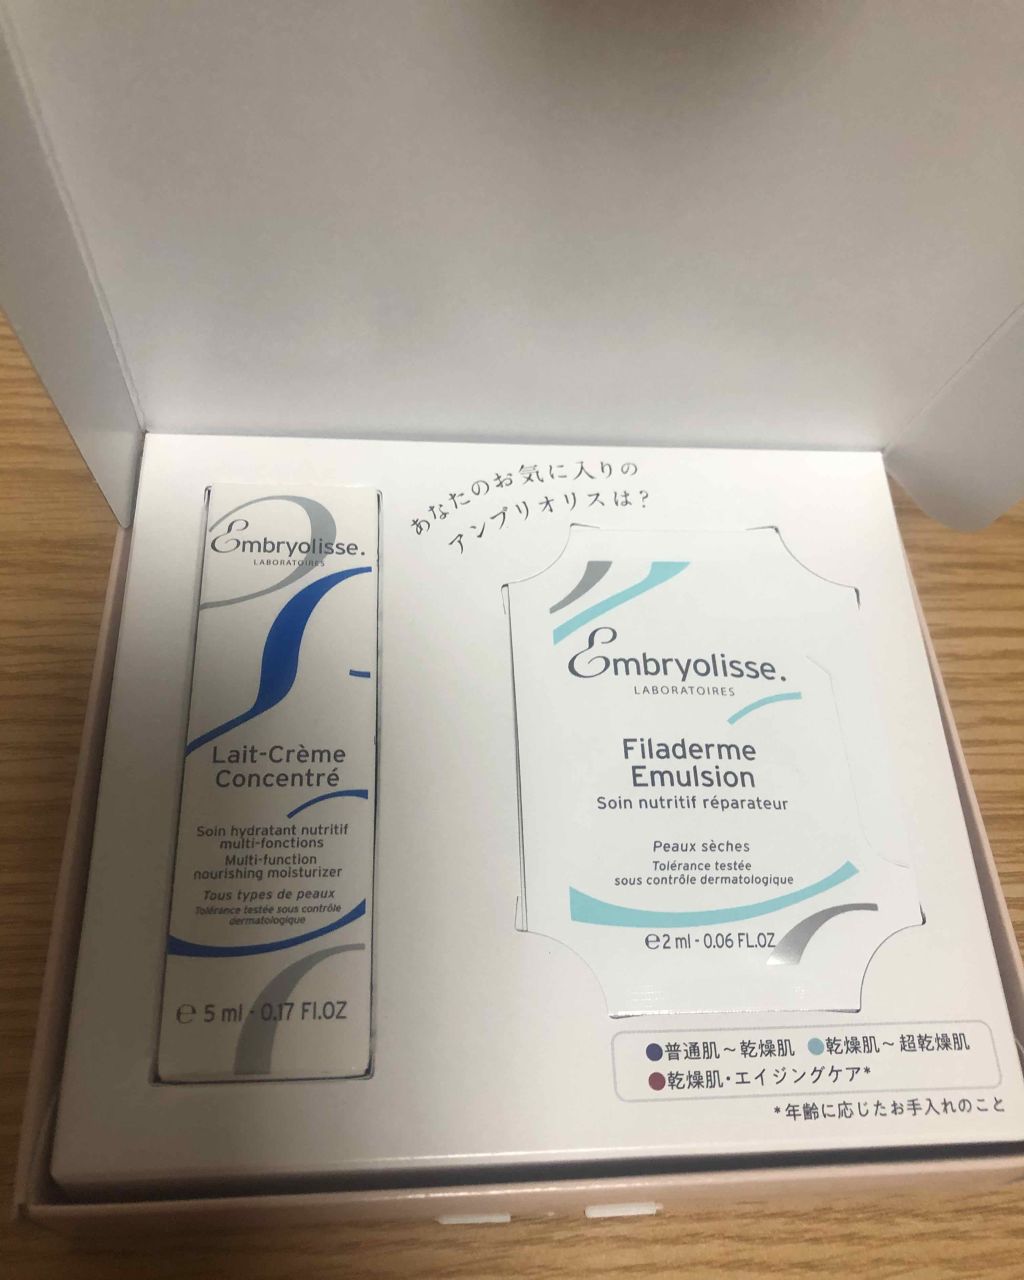 あなたのお気に入りの
アンプリオリスは？
Embryolisse.
LABORATOIRES
Lait-Crème
Concentré
Soin hydratant nutritif
multi-fonctions
Multi-function
nourishing moisturizer
Tous types de peaux
Tolérance testée sous contrôle
dermatologique
e 5 ml - 0.17 Fl.OZ
Embryolisse.
LABORATOIRES
Filaderme
Emulsion
Soin nutritif réparateur
Peaux sèches
Tolérance testée
sous contrôle dermatologique
e 2 ml - 0.06 FL.OZ
●普通肌～乾燥肌 ●乾燥肌～超乾燥肌
●乾燥肌・エイジングケア*
*年齢に応じたお手入れのこと